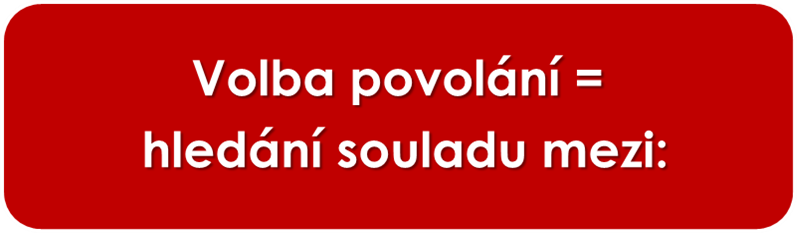 Volba povolání =
hledání souladu mezi: